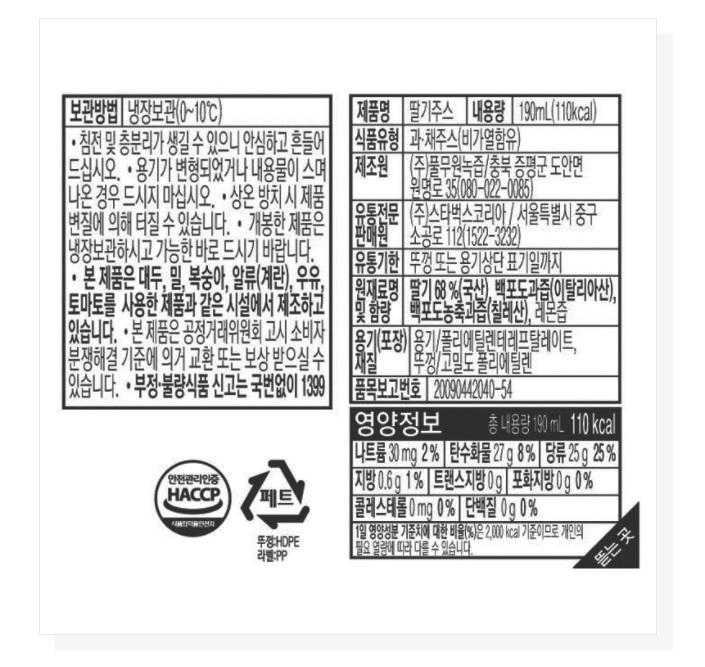 보관방법 냉장보관(0~10℃)
• 침전 및 층분리가 생길 수 있으니 안심하고 흔들어
드십시오. • 용기가 변형되었거나 내용물이 스며
나온 경우 드시지 마십시오. • 상온 방치 시 제품
변질에 의해 터질 수 있습니다. • 개봉한 제품은
냉장보관하시고 가능한 바로 드시기 바랍니다.
• 본 제품은 대두, 밀, 복숭아, 알류(계란), 우유,
토마토를 사용한 제품과 같은 시설에서 제조하고
있습니다. • 본 제품은 공정거래위원회 고시 소비자
분쟁해결 기준에 의거 교환 또는 보상 받으실 수
있습니다. • 부정·불량식품 신고는 국번없이 1399
안전관리인증
HACCP
식품의약품안전처
페트
뚜껑:HDPE
라벨:PP
제품명 딸기주스 내용량 190mL(110kcal)
식품유형 과·채주스(비가열함유)
제조원 (주)풀무원녹즙/충북 증평군 도안면
원명로 35(080-022-0085)
유통전문 (주)스타벅스코리아 / 서울특별시 중구
판매원 소공로 112(1522-3232)
유통기한 뚜껑 또는 용기상단 표기일까지
원재료명 딸기 68%(국산), 백포도과즙(이탈리아산),
및 함량 백포도농축과즙(칠레산), 레몬즙
용기(포장) 용기/폴리에틸렌테레프탈레이트,
재질 뚜껑/고밀도 폴리에틸렌
품목보고번호 20090442040-54
영양정보 총 내용량 190 mL 110 kcal
나트륨 30 mg 2% 탄수화물 27 g 8% 당류 25 g 25%
지방 0.6 g 1% 트랜스지방 0 g 포화지방 0 g 0%
콜레스테롤 0 mg 0% 단백질 0 g 0%
1일 영양성분 기준치에 대한 비율(%)은 2,000 kcal 기준이므로 개인의
필요 열량에 따라 다를 수 있습니다.
뜯는 곳